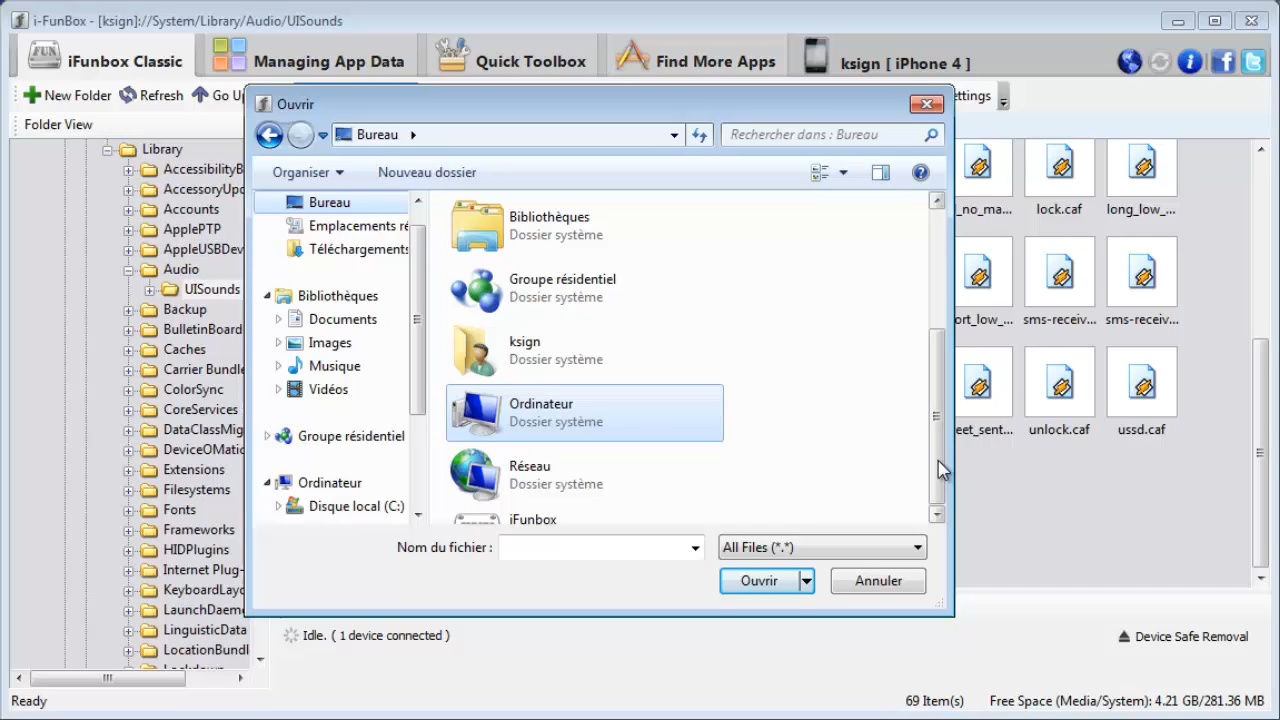 i-FunBox - [ksign]://System/Library/Audio/UISounds
FUN iFunbox Classic
Managing App Data
Quick Toolbox
Find More Apps
ksign [ iPhone 4 ]
New Folder Refresh Go U ettings
Folder View
Library
AccessibilityB
AccessoryUpd
Accounts
ApplePTP
AppleUSBDev
Audio
UISounds
Backup
BulletinBoard
Caches
Carrier Bundle
ColorSync
CoreServices
DataClassMig
DeviceOMatic
Extensions
Filesystems
Fonts
Frameworks
HIDPlugins
Internet Plug-
KeyboardLayo
LaunchDaem
LinguisticData
LocationBundl
Ouvrir
Bureau
Rechercher dans : Bureau
Organiser
Nouveau dossier
Bureau
Emplacements ré
Téléchargements
Bibliothèques
Documents
Images
Musique
Vidéos
Groupe résidentiel
Ordinateur
Disque local (C:)
Bibliothèques
Dossier système
Groupe résidentiel
Dossier système
ksign
Dossier système
Ordinateur
Dossier système
Réseau
Dossier système
iFunbox
Nom du fichier :
All Files (*.*)
Ouvrir
Annuler
_no_ma... lock.caf long_low_...
ort_low_... sms-receiv... sms-receiv...
eet_sent... unlock.caf ussd.caf
Idle. ( 1 device connected )
Device Safe Removal
Ready
69 Item(s)
Free Space (Media/System): 4.21 GB/281.36 MB